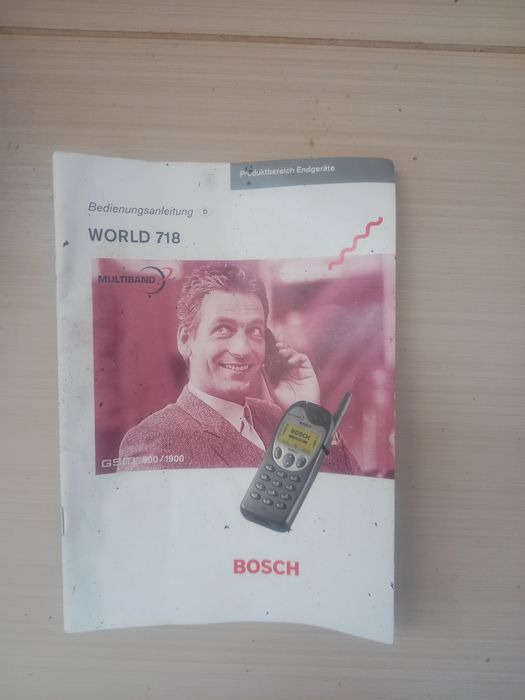 Produktbereich Endgeräte
Bedienungsanleitung D
WORLD 718
MULTIBAND
BOSCH
GSM 900/1900
BOSCH